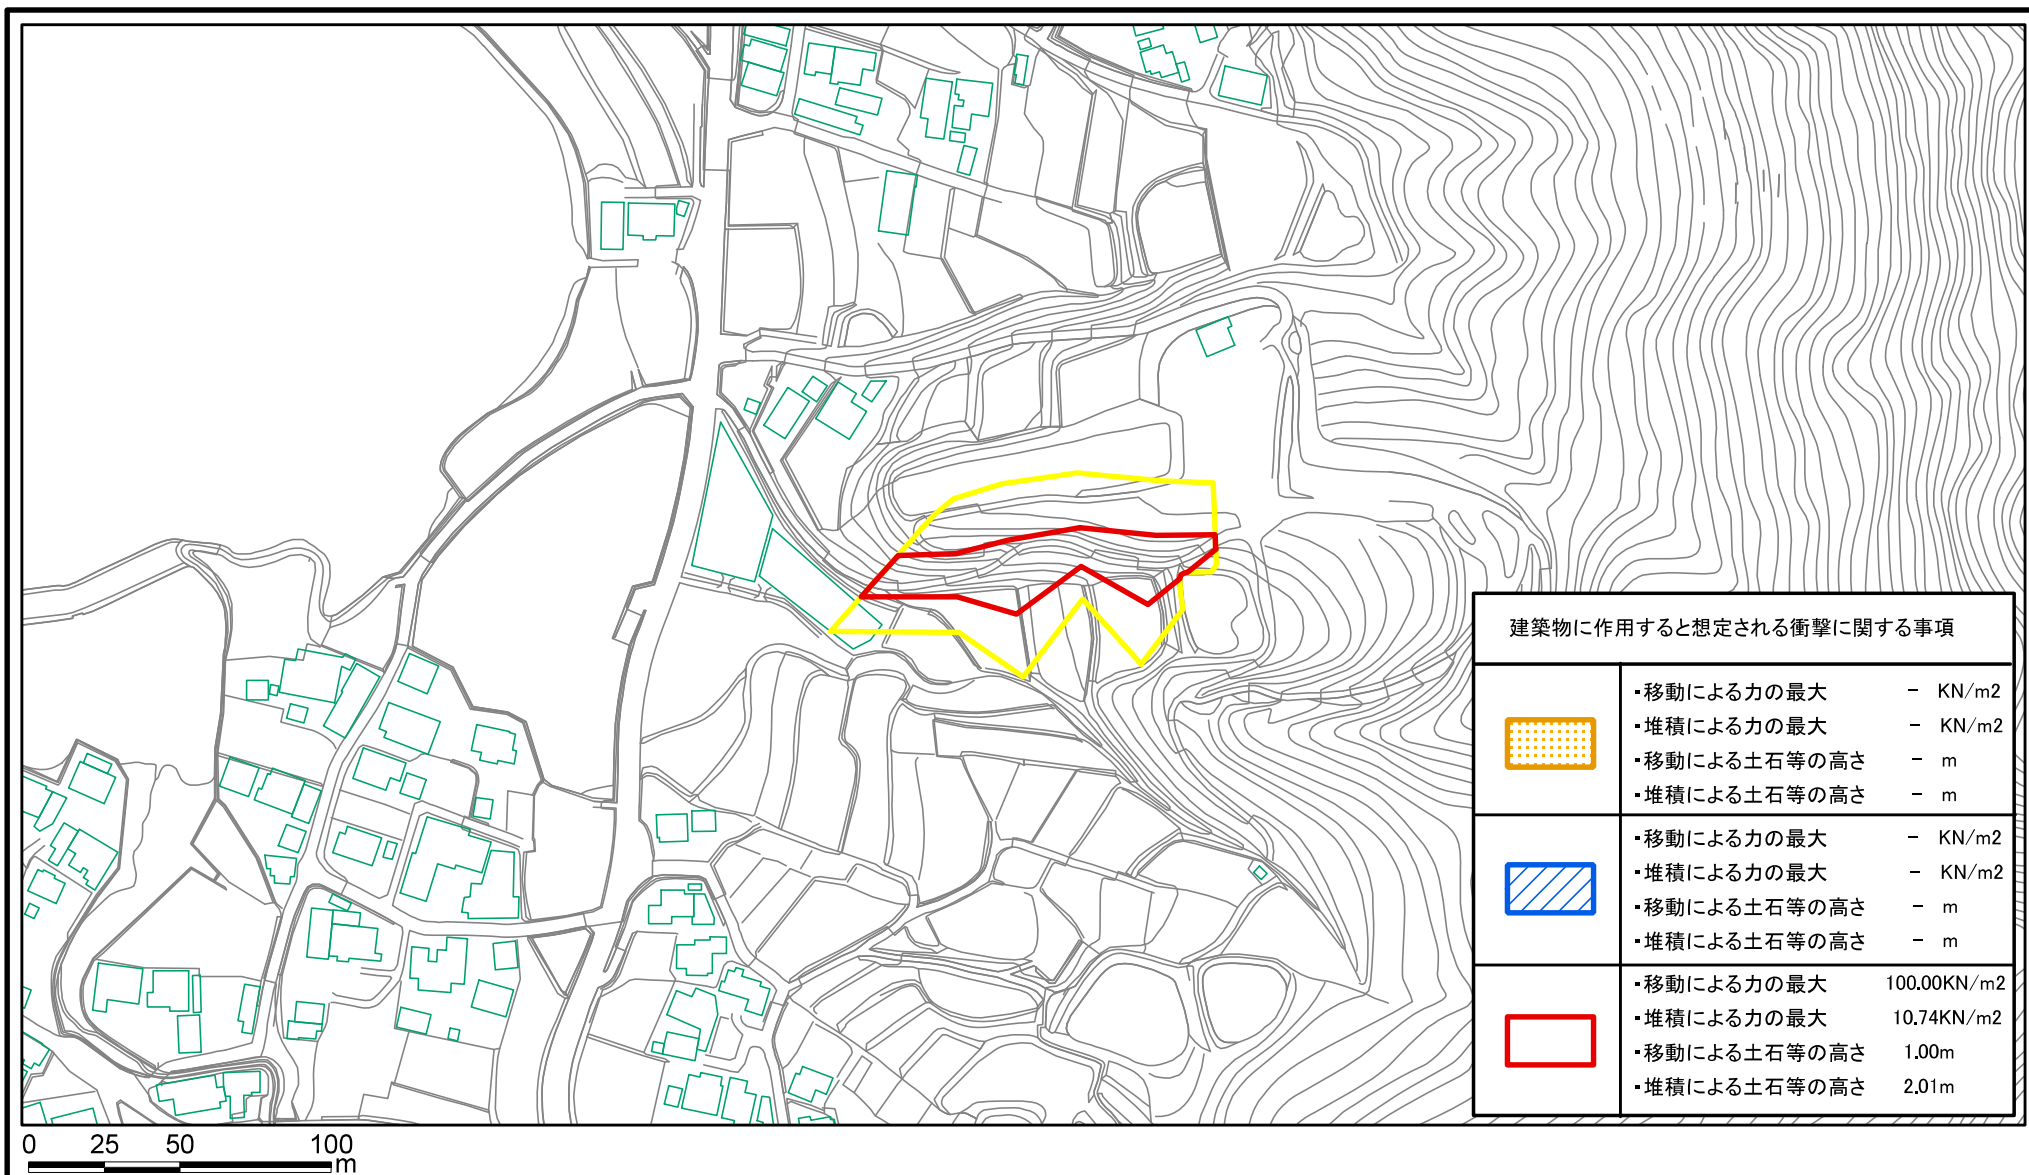 建築物に作用すると想定される衝撃に関する事項
・移動による力の最大 - KN/m2
・堆積による力の最大 - KN/m2
・移動による土石等の高さ - m
・堆積による土石等の高さ - m
・移動による力の最大 - KN/m2
・堆積による力の最大 - KN/m2
・移動による土石等の高さ - m
・堆積による土石等の高さ - m
・移動による力の最大 100.00KN/m2
・堆積による力の最大 10.74KN/m2
・移動による土石等の高さ 1.00m
・堆積による土石等の高さ 2.01m
0 25 50 100
m